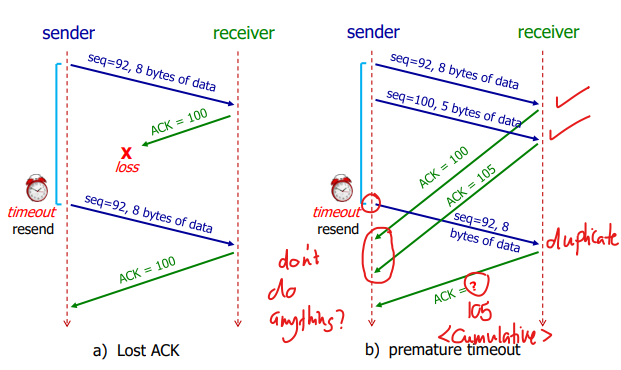 sender
receiver
seq=92, 8 bytes of data
ACK = 100
X
loss
timeout
resend
seq=92, 8 bytes of data
ACK = 100
a) Lost ACK
sender
receiver
seq=92, 8 bytes of data
seq=100, 5 bytes of data
ACK = 100
ACK = 105
timeout
resend
seq=92, 8
bytes of data
duplicate
don't
do
anything?
ACK = ?
105
<Cumulative>
b) premature timeout